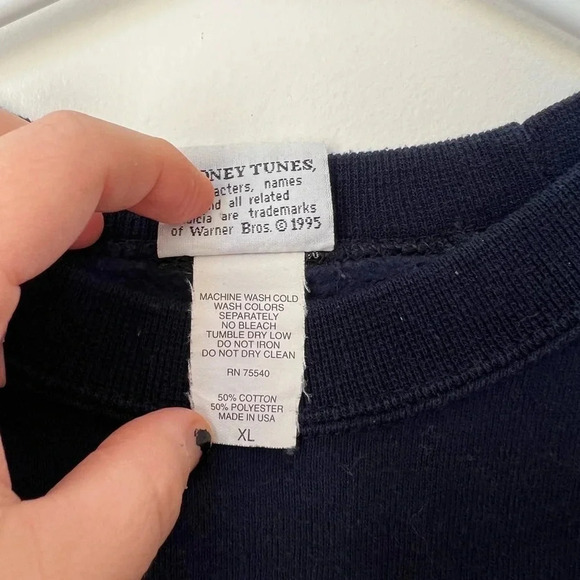 ONEY TUNES,
acters, names
nd all related
dicia are trademarks
of Warner Bros. © 1995
MACHINE WASH COLD
WASH COLORS
SEPARATELY
NO BLEACH
TUMBLE DRY LOW
DO NOT IRON
DO NOT DRY CLEAN
RN 75540
50% COTTON
50% POLYESTER
MADE IN USA
XL